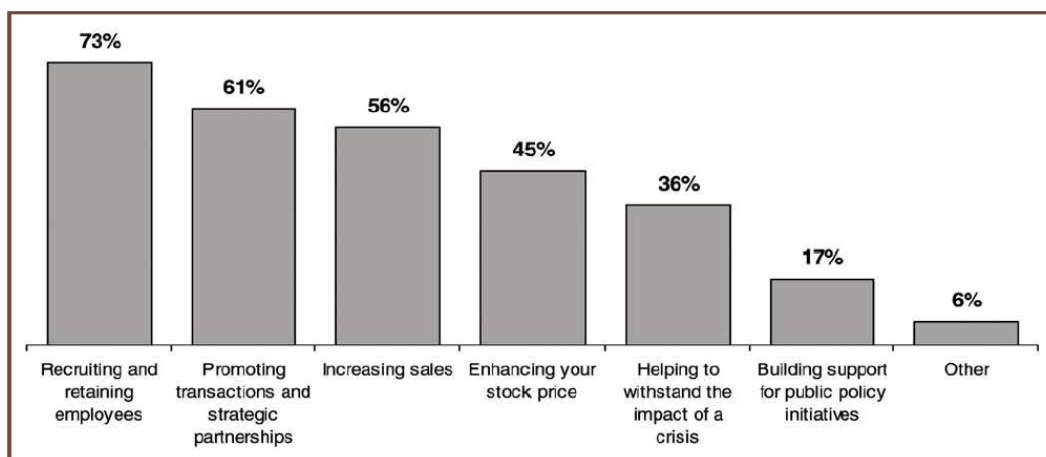 73%
61%
56%
45%
36%
17%
6%
Recruiting and
retaining
employees
Promoting
transactions and
strategic
partnerships
Increasing sales
Enhancing your
stock price
Helping to
withstand the
impact of a
crisis
Building support
for public policy
initiatives
Other